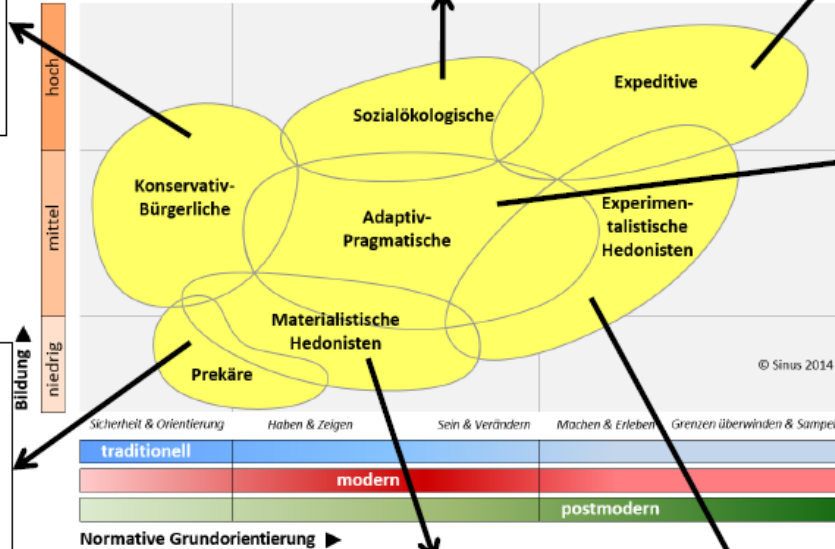 hoch
mittel
niedrig
Bildung ▶
Expeditive
Sozialökologische
Konservativ-
Bürgerliche
Adaptiv-
Pragmatische
Experimen-
talistische
Hedonisten
Materialistische
Hedonisten
Prekäre
© Sinus 2014
Sicherheit & Orientierung
Haben & Zeigen
Sein & Verändern
Machen & Erleben
Grenzen überwinden & Sampel
traditionell
modern
postmodern
Normative Grundorientierung ▶